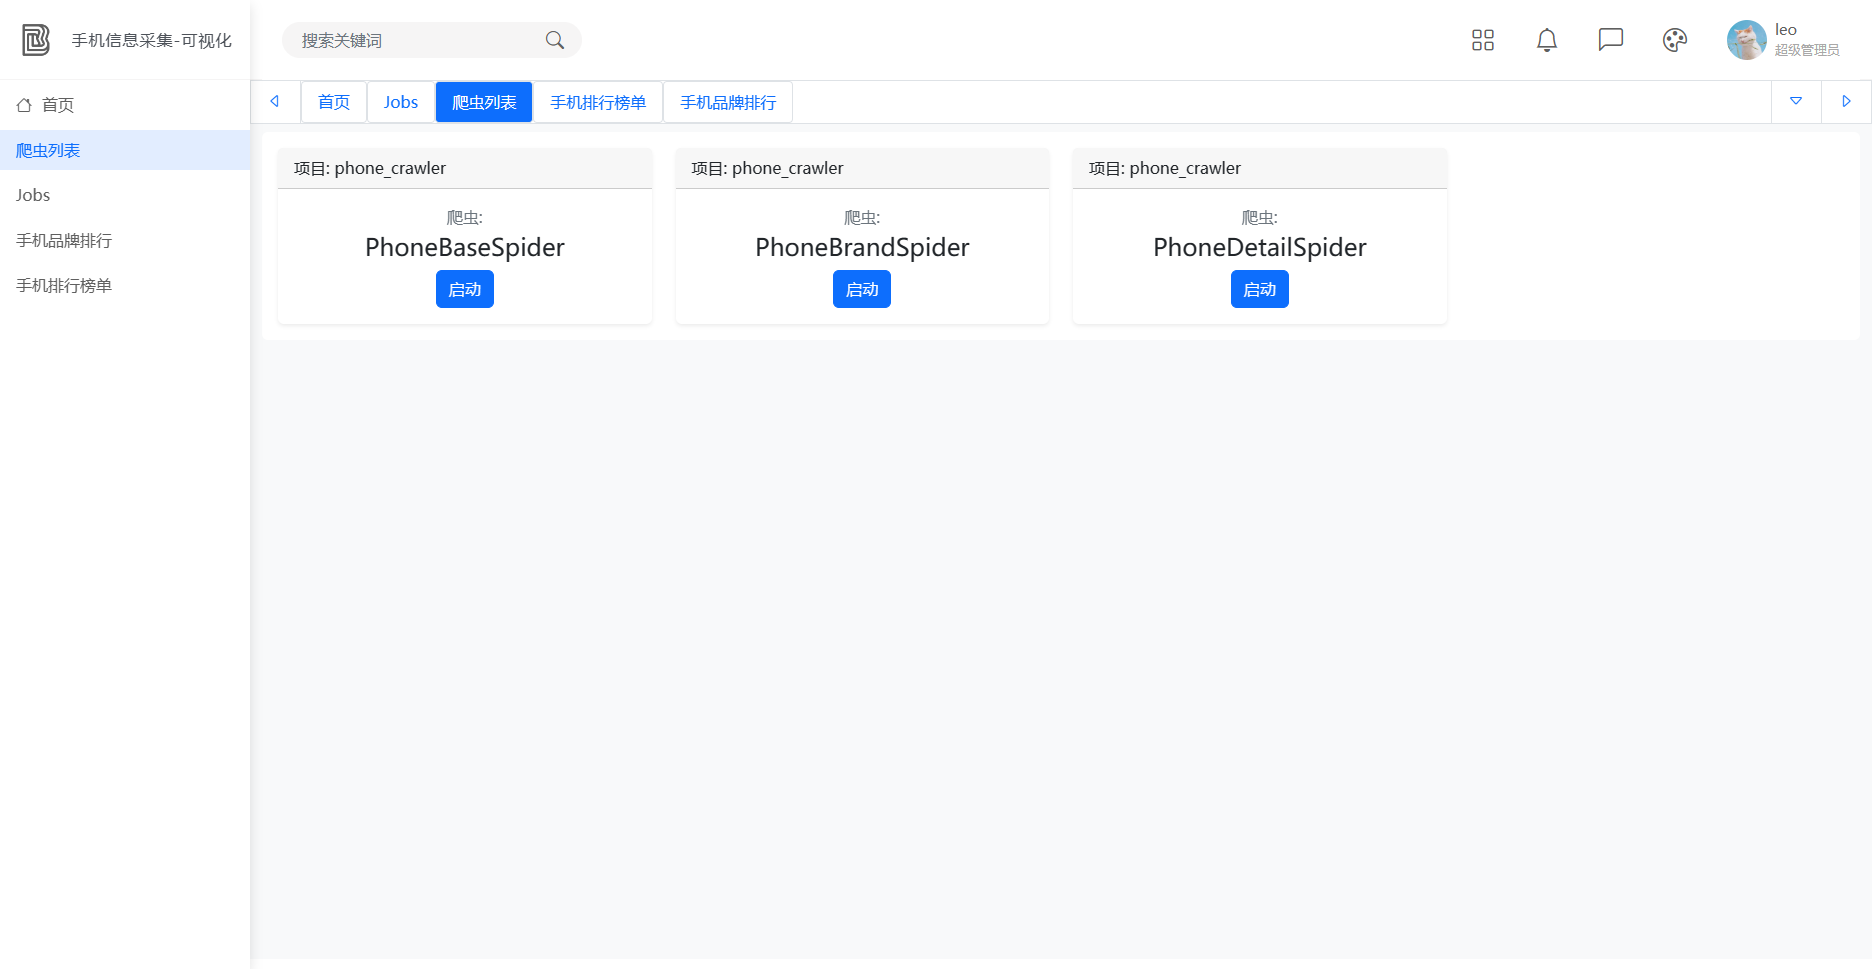 手机信息采集-可视化
搜索关键词
leo
超级管理员
首页
爬虫列表
Jobs
手机品牌排行
手机排行榜单
首页
Jobs
爬虫列表
手机排行榜单
手机品牌排行
项目: phone_crawler
爬虫:
PhoneBaseSpider
启动
项目: phone_crawler
爬虫:
PhoneBrandSpider
启动
项目: phone_crawler
爬虫:
PhoneDetailSpider
启动